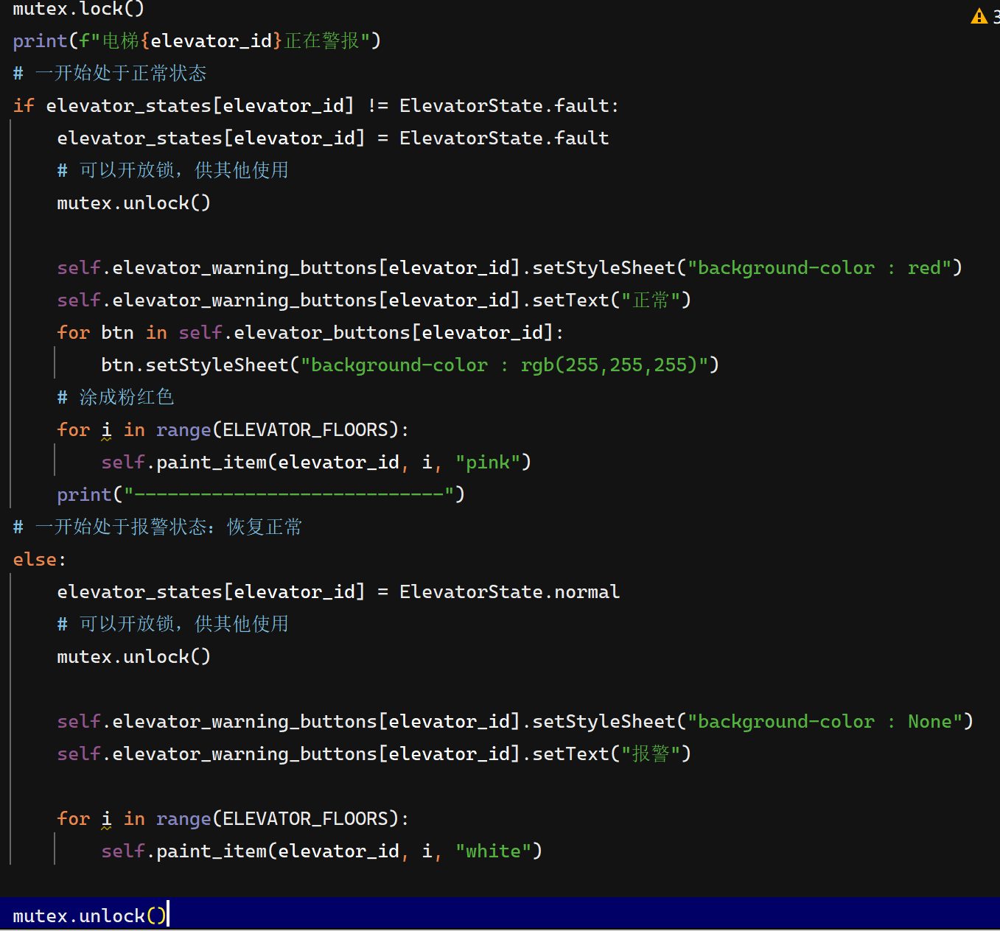 mutex.lock()
3
print(f"电梯{elevator_id}正在警报")
# 一开始处于正常状态
if elevator_states[elevator_id] != ElevatorState.fault:
    elevator_states[elevator_id] = ElevatorState.fault
    # 可以开放锁，供其他使用
    mutex.unlock()
    self.elevator_warning_buttons[elevator_id].setStyleSheet("background-color : red")
    self.elevator_warning_buttons[elevator_id].setText("正常")
    for btn in self.elevator_buttons[elevator_id]:
        btn.setStyleSheet("background-color : rgb(255,255,255)")
    # 涂成粉红色
    for i in range(ELEVATOR_FLOORS):
        self.paint_item(elevator_id, i, "pink")
    print("----------------------------")
# 一开始处于报警状态：恢复正常
else:
    elevator_states[elevator_id] = ElevatorState.normal
    # 可以开放锁，供其他使用
    mutex.unlock()
    self.elevator_warning_buttons[elevator_id].setStyleSheet("background-color : None")
    self.elevator_warning_buttons[elevator_id].setText("报警")
    for i in range(ELEVATOR_FLOORS):
        self.paint_item(elevator_id, i, "white")
mutex.unlock()